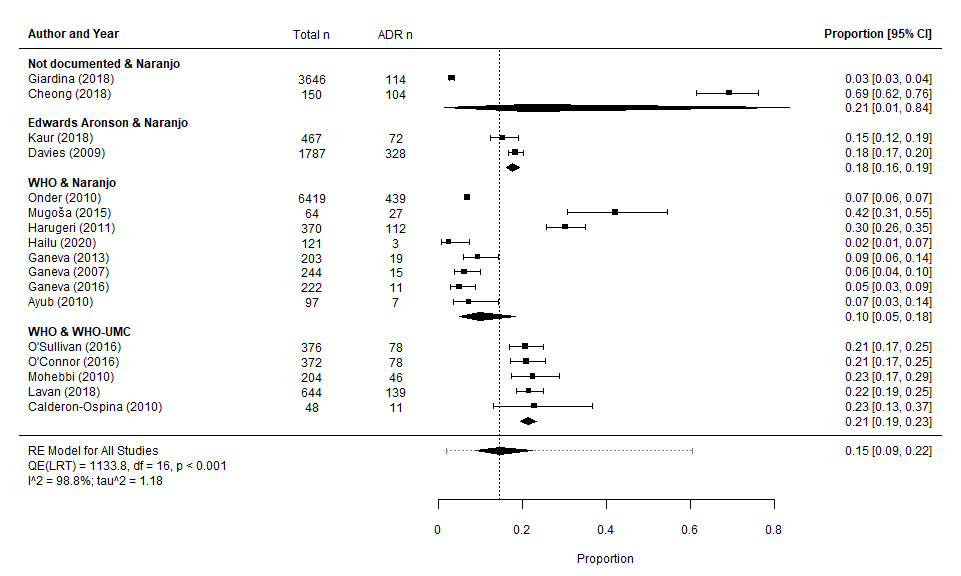 Author and Year Total n ADR n Proportion [95% CI]
Not documented & Naranjo
Giardina (2018) 3646 114 0.03 [0.03, 0.04]
Cheong (2018) 150 104 0.69 [0.62, 0.76]
0.21 [0.01, 0.84]
Edwards Aronson & Naranjo
Kaur (2018) 467 72 0.15 [0.12, 0.19]
Davies (2009) 1787 328 0.18 [0.17, 0.20]
0.18 [0.16, 0.19]
WHO & Naranjo
Onder (2010) 6419 439 0.07 [0.06, 0.07]
Mugoša (2015) 64 27 0.42 [0.31, 0.55]
Harugeri (2011) 370 112 0.30 [0.26, 0.35]
Hailu (2020) 121 3 0.02 [0.01, 0.07]
Ganeva (2013) 203 19 0.09 [0.06, 0.14]
Ganeva (2007) 244 15 0.06 [0.04, 0.10]
Ganeva (2016) 222 11 0.05 [0.03, 0.09]
Ayub (2010) 97 7 0.07 [0.03, 0.14]
0.10 [0.05, 0.18]
WHO & WHO-UMC
O'Sullivan (2016) 376 78 0.21 [0.17, 0.25]
O'Connor (2016) 372 78 0.21 [0.17, 0.25]
Mohebbi (2010) 204 46 0.23 [0.17, 0.29]
Lavan (2018) 644 139 0.22 [0.19, 0.25]
Calderon-Ospina (2010) 48 11 0.23 [0.13, 0.37]
0.21 [0.19, 0.23]
RE Model for All Studies 0.15 [0.09, 0.22]
QE(LRT) = 1133.8, df = 16, p < 0.001
I^2 = 98.8%; tau^2 = 1.18
0 0.2 0.4 0.6 0.8
Proportion